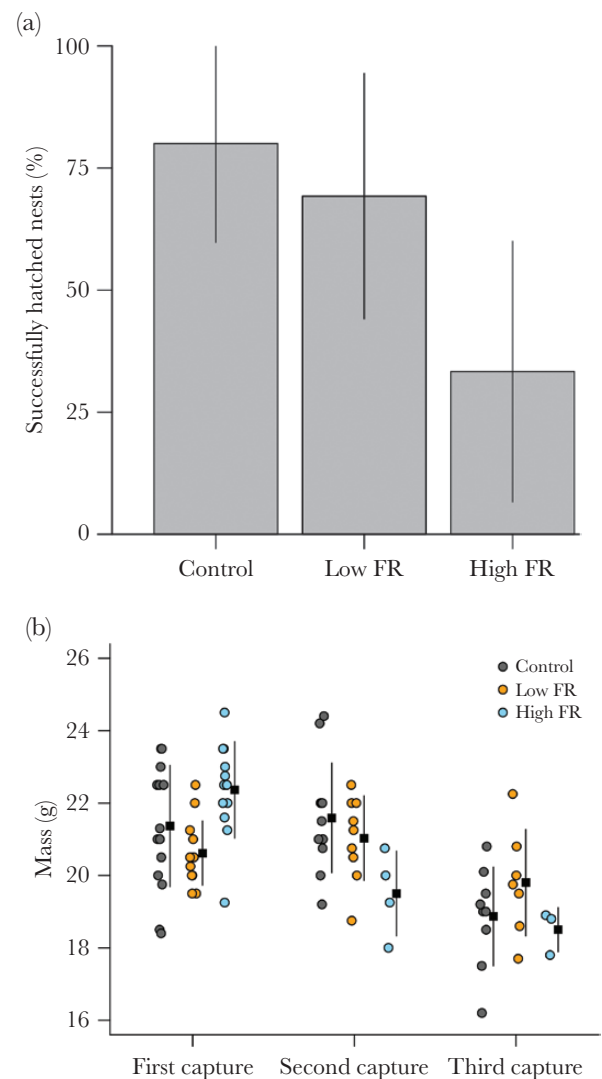 (a)
100
75
50
25
0
Successfully hatched nests (%)
Control Low FR High FR
(b)
26
24
22
20
18
16
Mass (g)
Control
Low FR
High FR
First capture Second capture Third capture